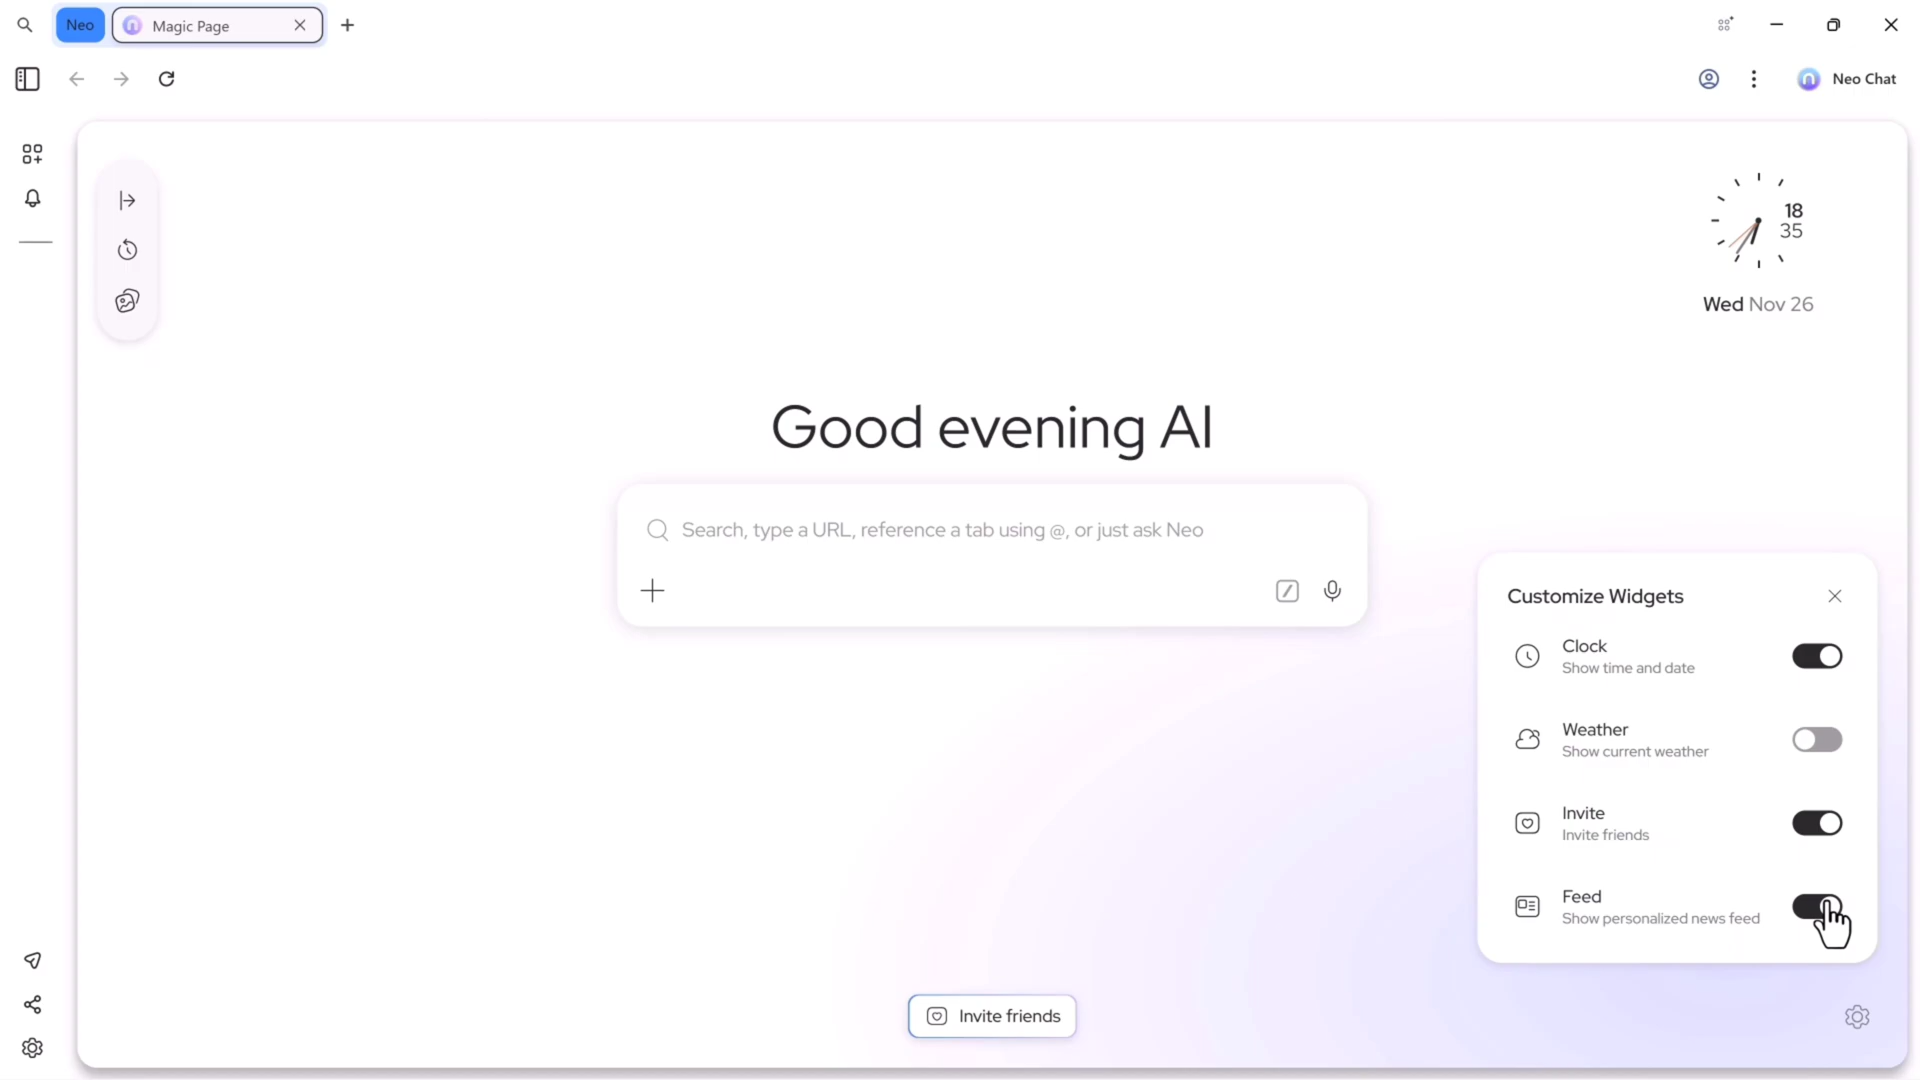 Neo
Magic Page
Neo Chat
18
35
Wed Nov 26
Good evening AI
Search, type a URL, reference a tab using @, or just ask Neo
Customize Widgets
Clock
Show time and date
Weather
Show current weather
Invite
Invite friends
Feed
Show personalized news feed
Invite friends